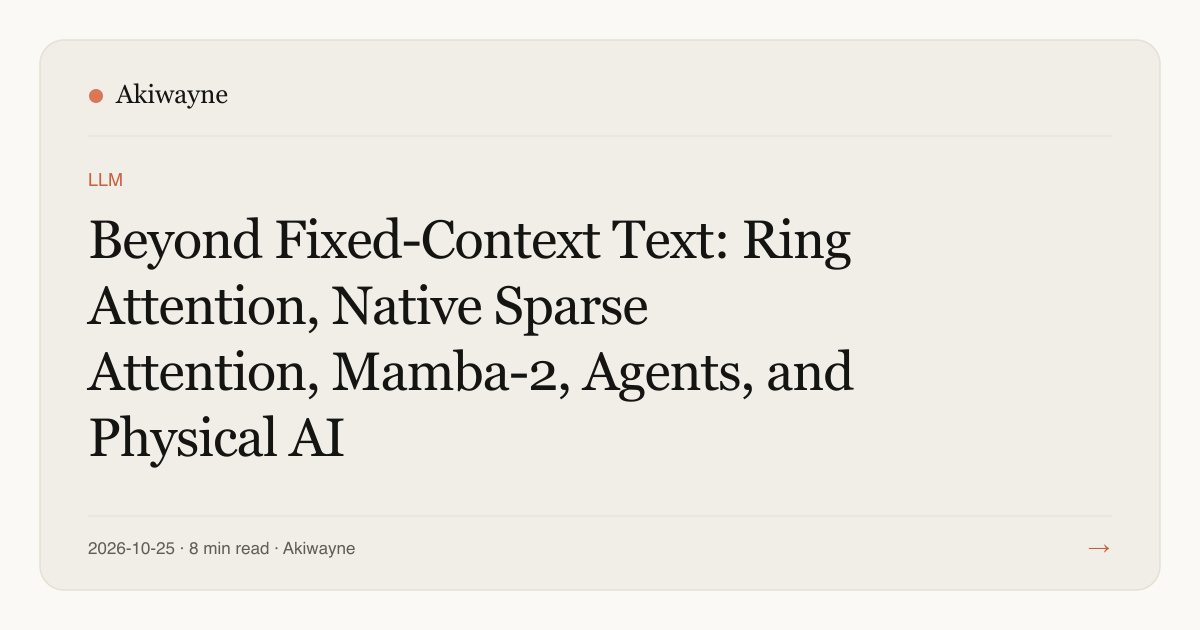 Akiwayne
LLM
Beyond Fixed-Context Text: Ring
Attention, Native Sparse
Attention, Mamba-2, Agents, and
Physical AI
2026-10-25 · 8 min read · Akiwayne
→